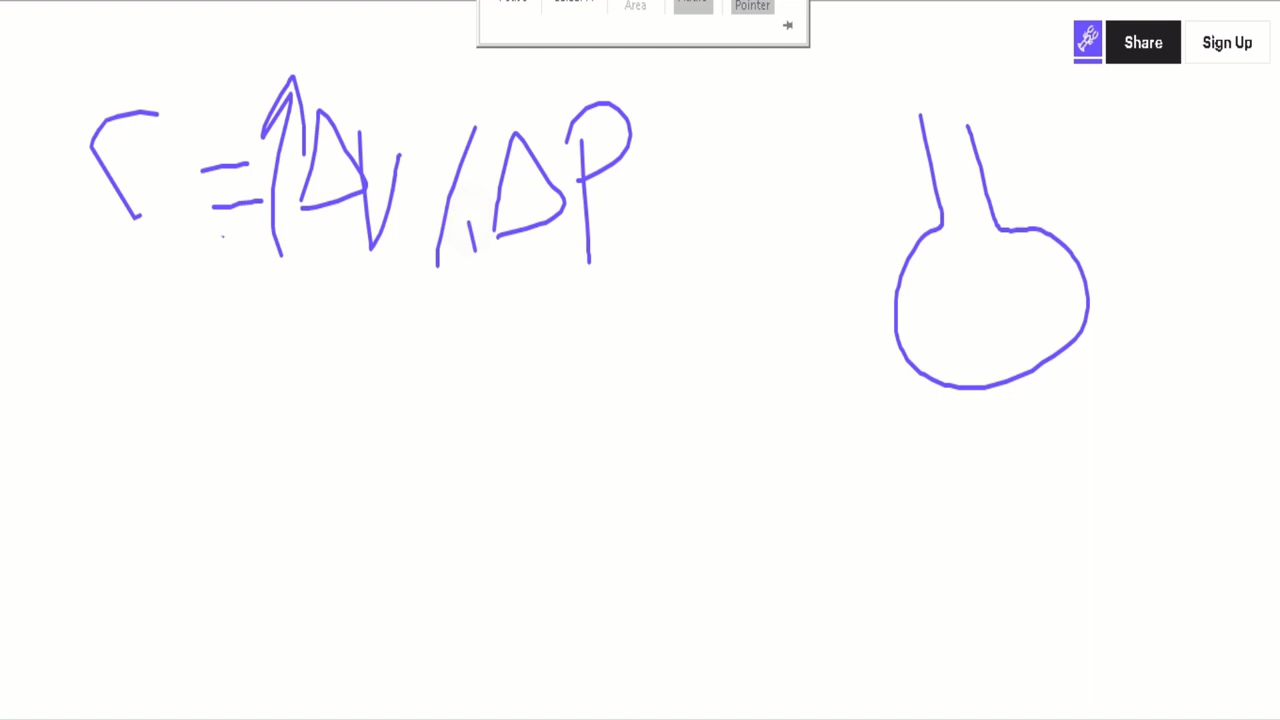 Area
Pointer
Share
Sign Up
C = ↑ΔV / ΔP